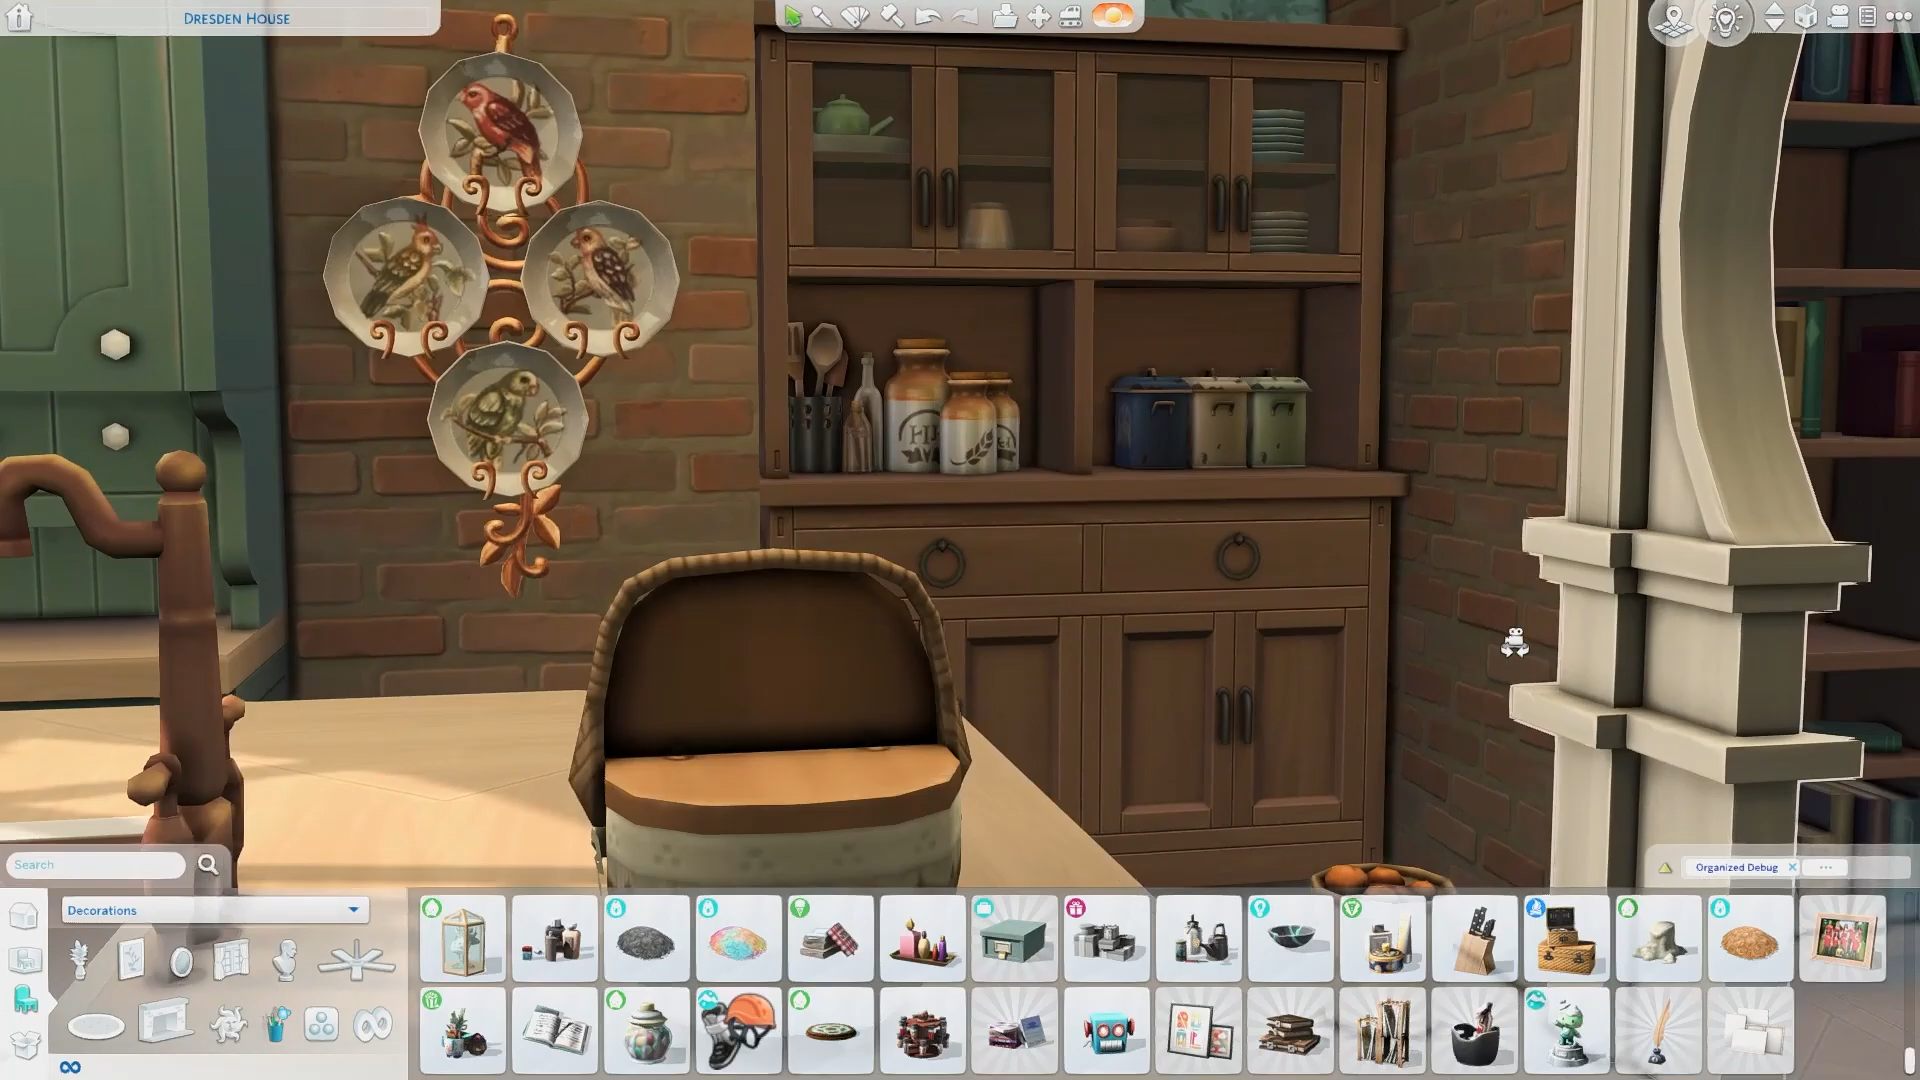 Dresden House
Search
Organized Debug
Decorations